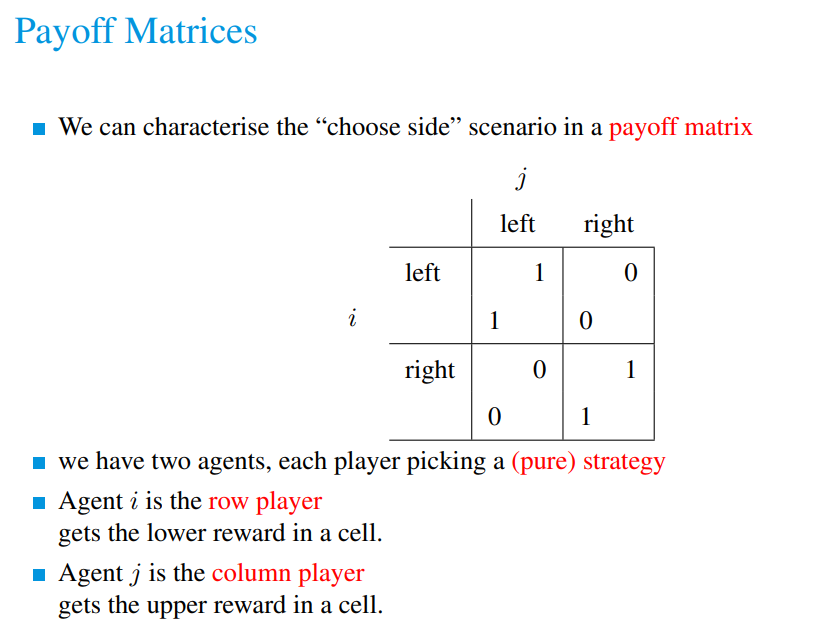 Payoff Matrices
We can characterise the “choose side” scenario in a payoff matrix
j
left right
left 1 0
i 1 0
right 0 1
0 1
we have two agents, each player picking a (pure) strategy
Agent i is the row player
gets the lower reward in a cell.
Agent j is the column player
gets the upper reward in a cell.